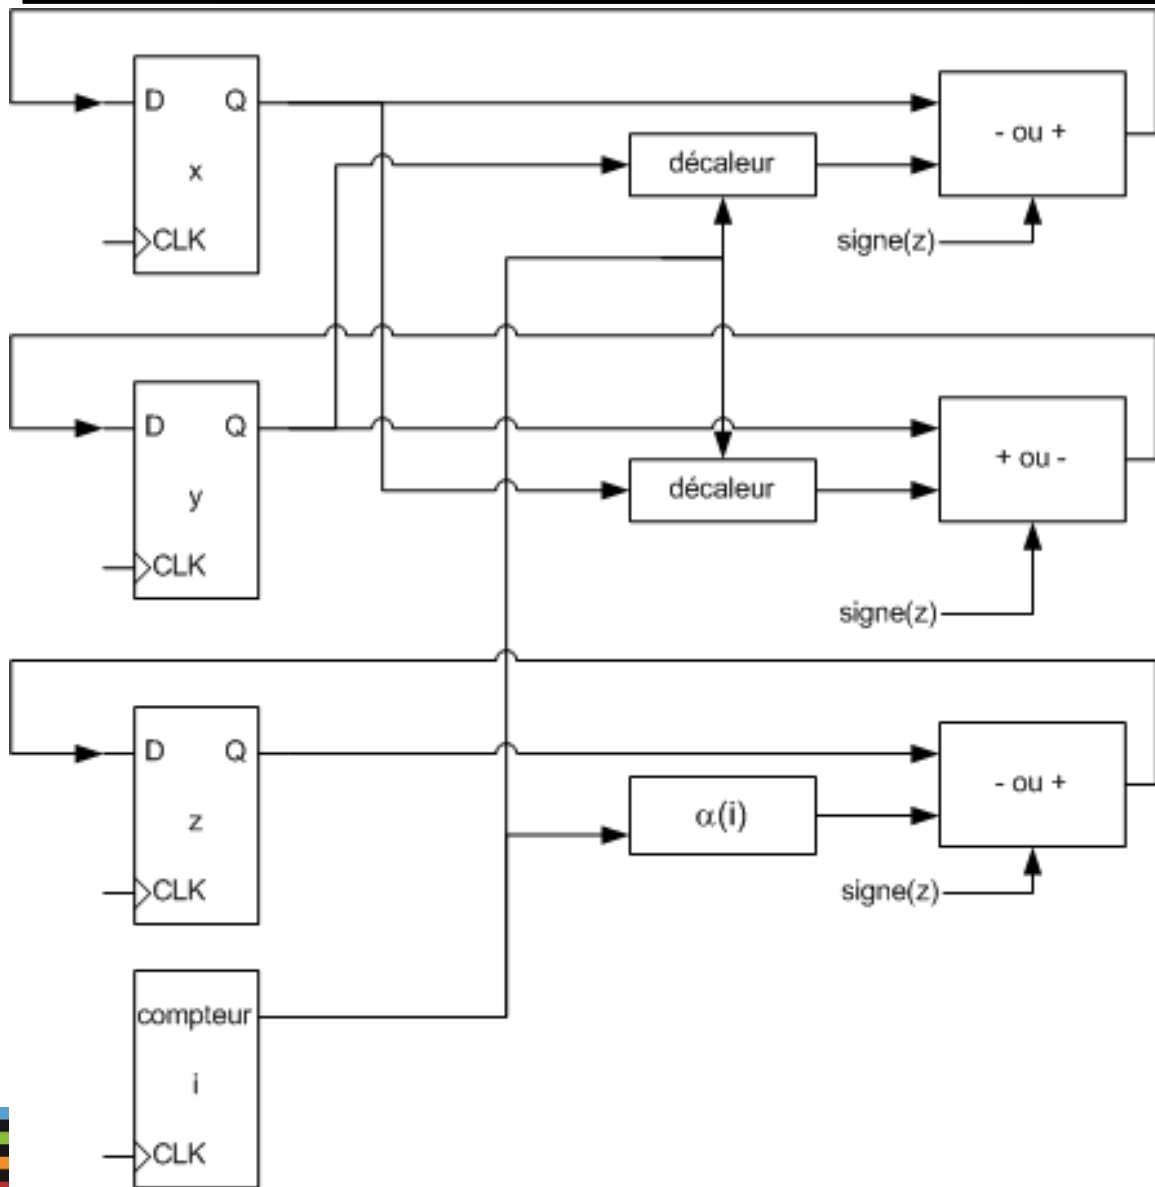 D Q
- ou +
x
décaleur
CLK
signe(z)
D Q
+ ou -
y
décaleur
CLK
signe(z)
D Q
- ou +
z
α(i)
CLK
signe(z)
compteur
i
CLK